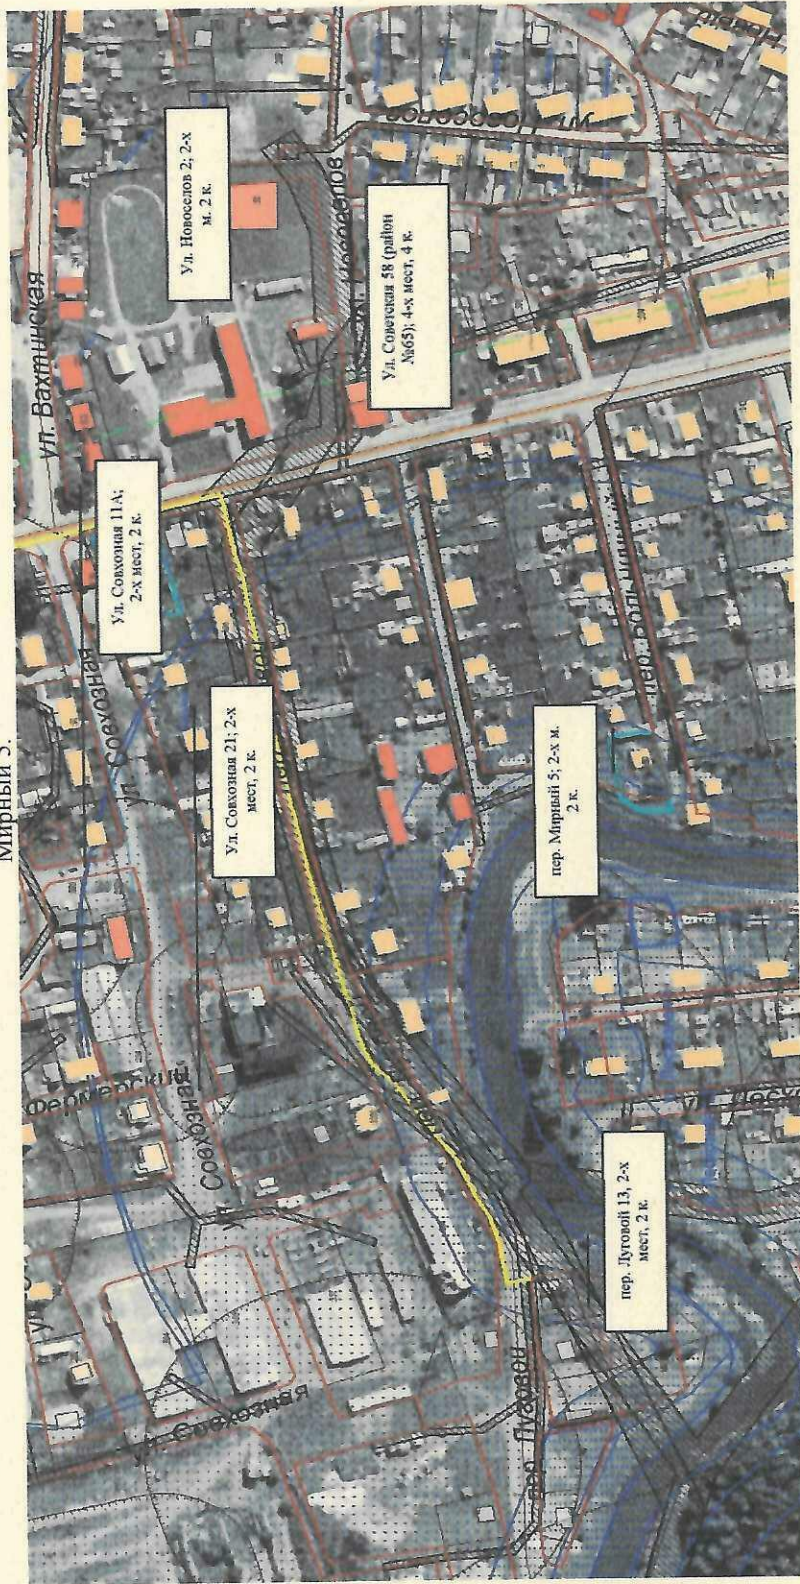 Мирный 5.
ул. Вахтинская
Ул. Новоселов 2; 2-х
м. 2 к.
Ул. Советская 58 (район
№65); 4-х мест, 4 к.
Ул. Совхозная 11А;
2-х мест, 2 к.
ул. Совхозная
Ул. Совхозная 21; 2-х
мест, 2 к.
пер. Мирный 5; 2-х м.
2 к.
Фермерский
ул. Совхозная
пер. Луговой 13, 2-х
мест, 2 к.
ул. Совхозная
пер. Луговой